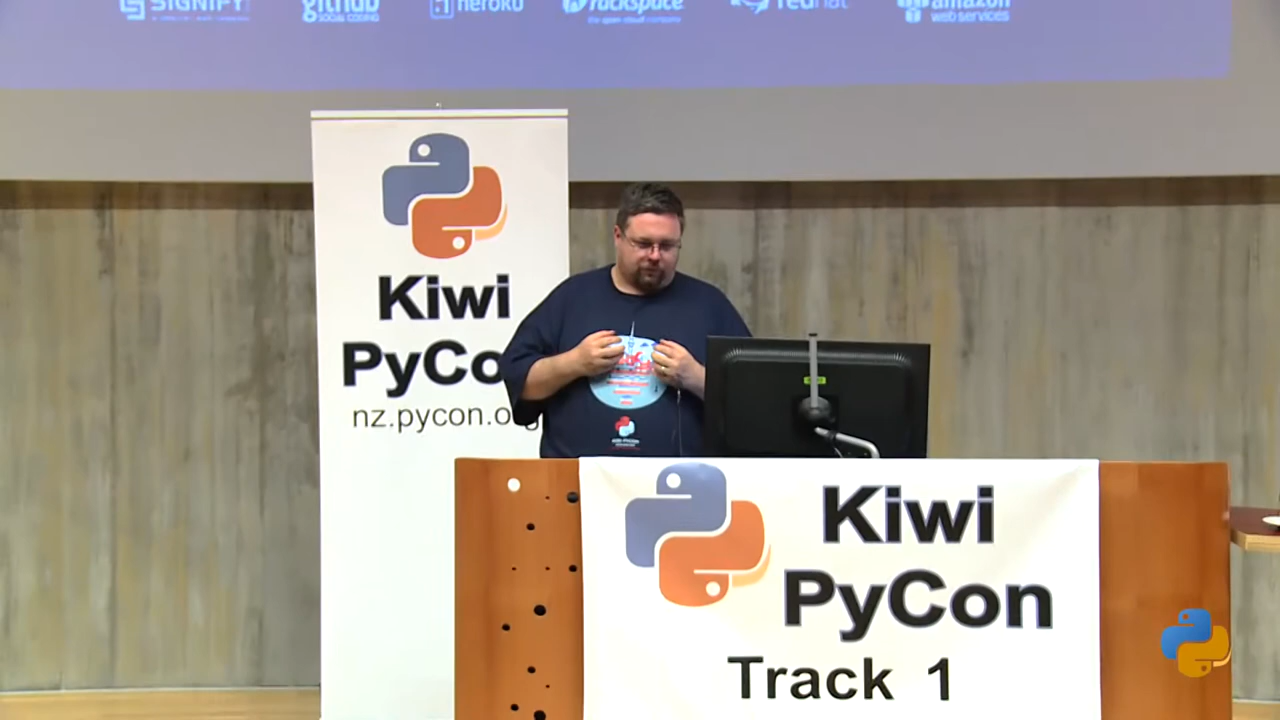 SIGNIFY
github
SOCIAL CODING
heroku
rackspace
the open cloud company
redhat
amazon
web services
Kiwi
PyCo
nz.pycon.org
Kiwi
PyCon
Track 1